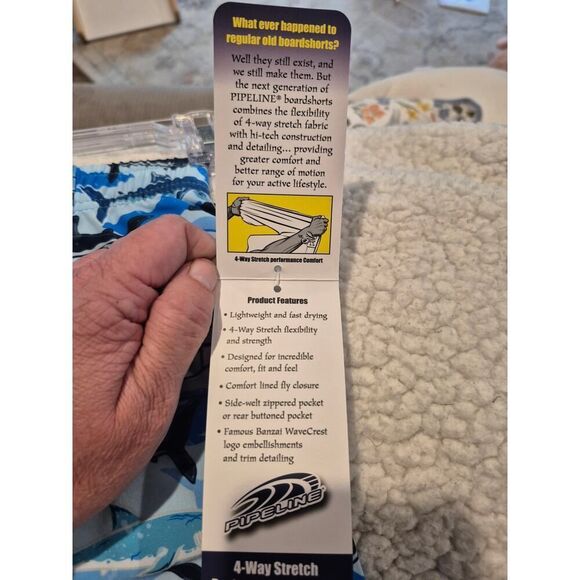 What ever happened to
regular old boardshorts?
Well they still exist, and
we still make them. But
the next generation of
PIPELINE® boardshorts
combines the flexibility
of 4-way stretch fabric
with hi-tech construction
and detailing... providing
greater comfort and
better range of motion
for your active lifestyle.
4-Way Stretch performance Comfort
Product Features
• Lightweight and fast drying
• 4-Way Stretch flexibility
and strength
• Designed for incredible
comfort, fit and feel
• Comfort lined fly closure
• Side-welt zippered pocket
or rear buttoned pocket
• Famous Banzai WaveCrest
logo embellishments
and trim detailing
PIPELINE
4-Way Stretch